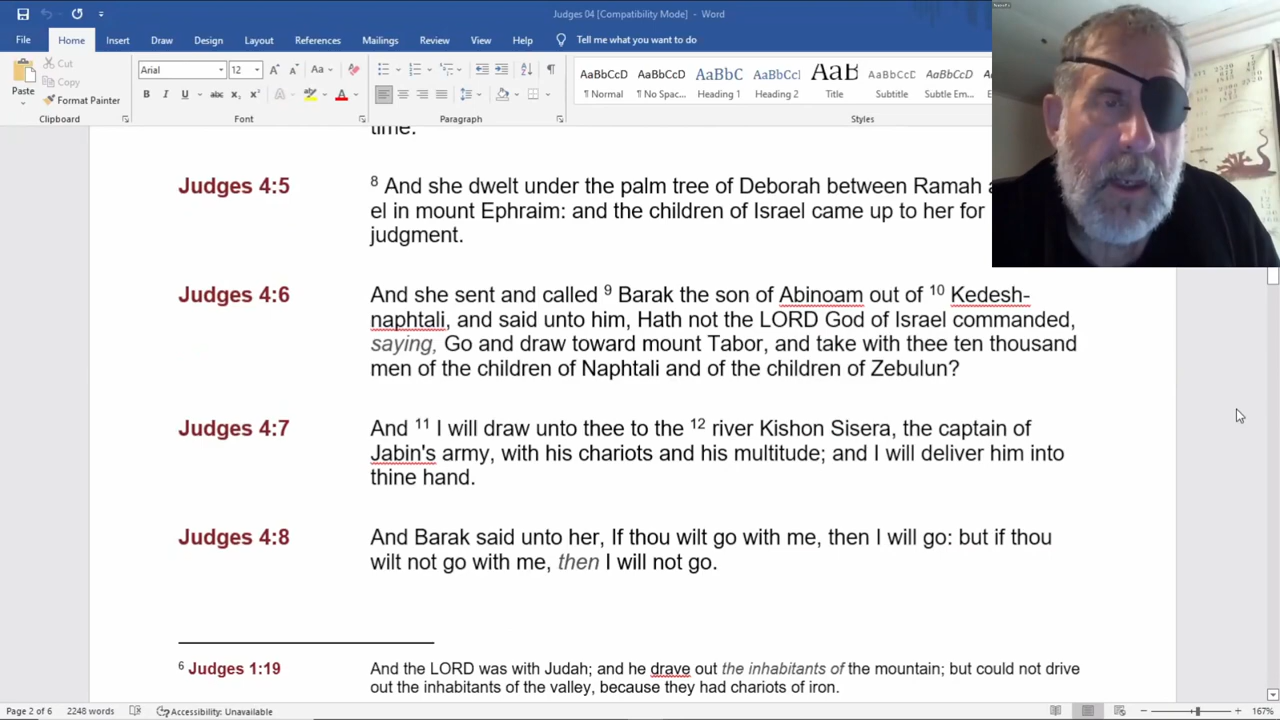 Judges 04 [Compatibility Mode] - Word
File Home Insert Draw Design Layout References Mailings Review View Help Tell me what you want to do
Paste
Cut
Copy
Format Painter
Clipboard
Arial 12
Font
Paragraph
AaBbCcD AaBbCcD AaBbC AaBbCcI AaB AaBbCcD AaBbCcD
¶ Normal ¶ No Spac... Heading 1 Heading 2 Title Subtitle Subtle Em...
Styles
time.
Judges 4:5 8 And she dwelt under the palm tree of Deborah between Ramah
el in mount Ephraim: and the children of Israel came up to her for
judgment.
Judges 4:6 And she sent and called 9 Barak the son of Abinoam out of 10 Kedesh-
naphtali, and said unto him, Hath not the LORD God of Israel commanded,
saying, Go and draw toward mount Tabor, and take with thee ten thousand
men of the children of Naphtali and of the children of Zebulun?
Judges 4:7 And 11 I will draw unto thee to the 12 river Kishon Sisera, the captain of
Jabin's army, with his chariots and his multitude; and I will deliver him into
thine hand.
Judges 4:8 And Barak said unto her, If thou wilt go with me, then I will go: but if thou
wilt not go with me, then I will not go.
6 Judges 1:19 And the LORD was with Judah; and he drave out the inhabitants of the mountain; but could not drive
out the inhabitants of the valley, because they had chariots of iron.
Page 2 of 6 2248 words Accessibility: Unavailable 167%